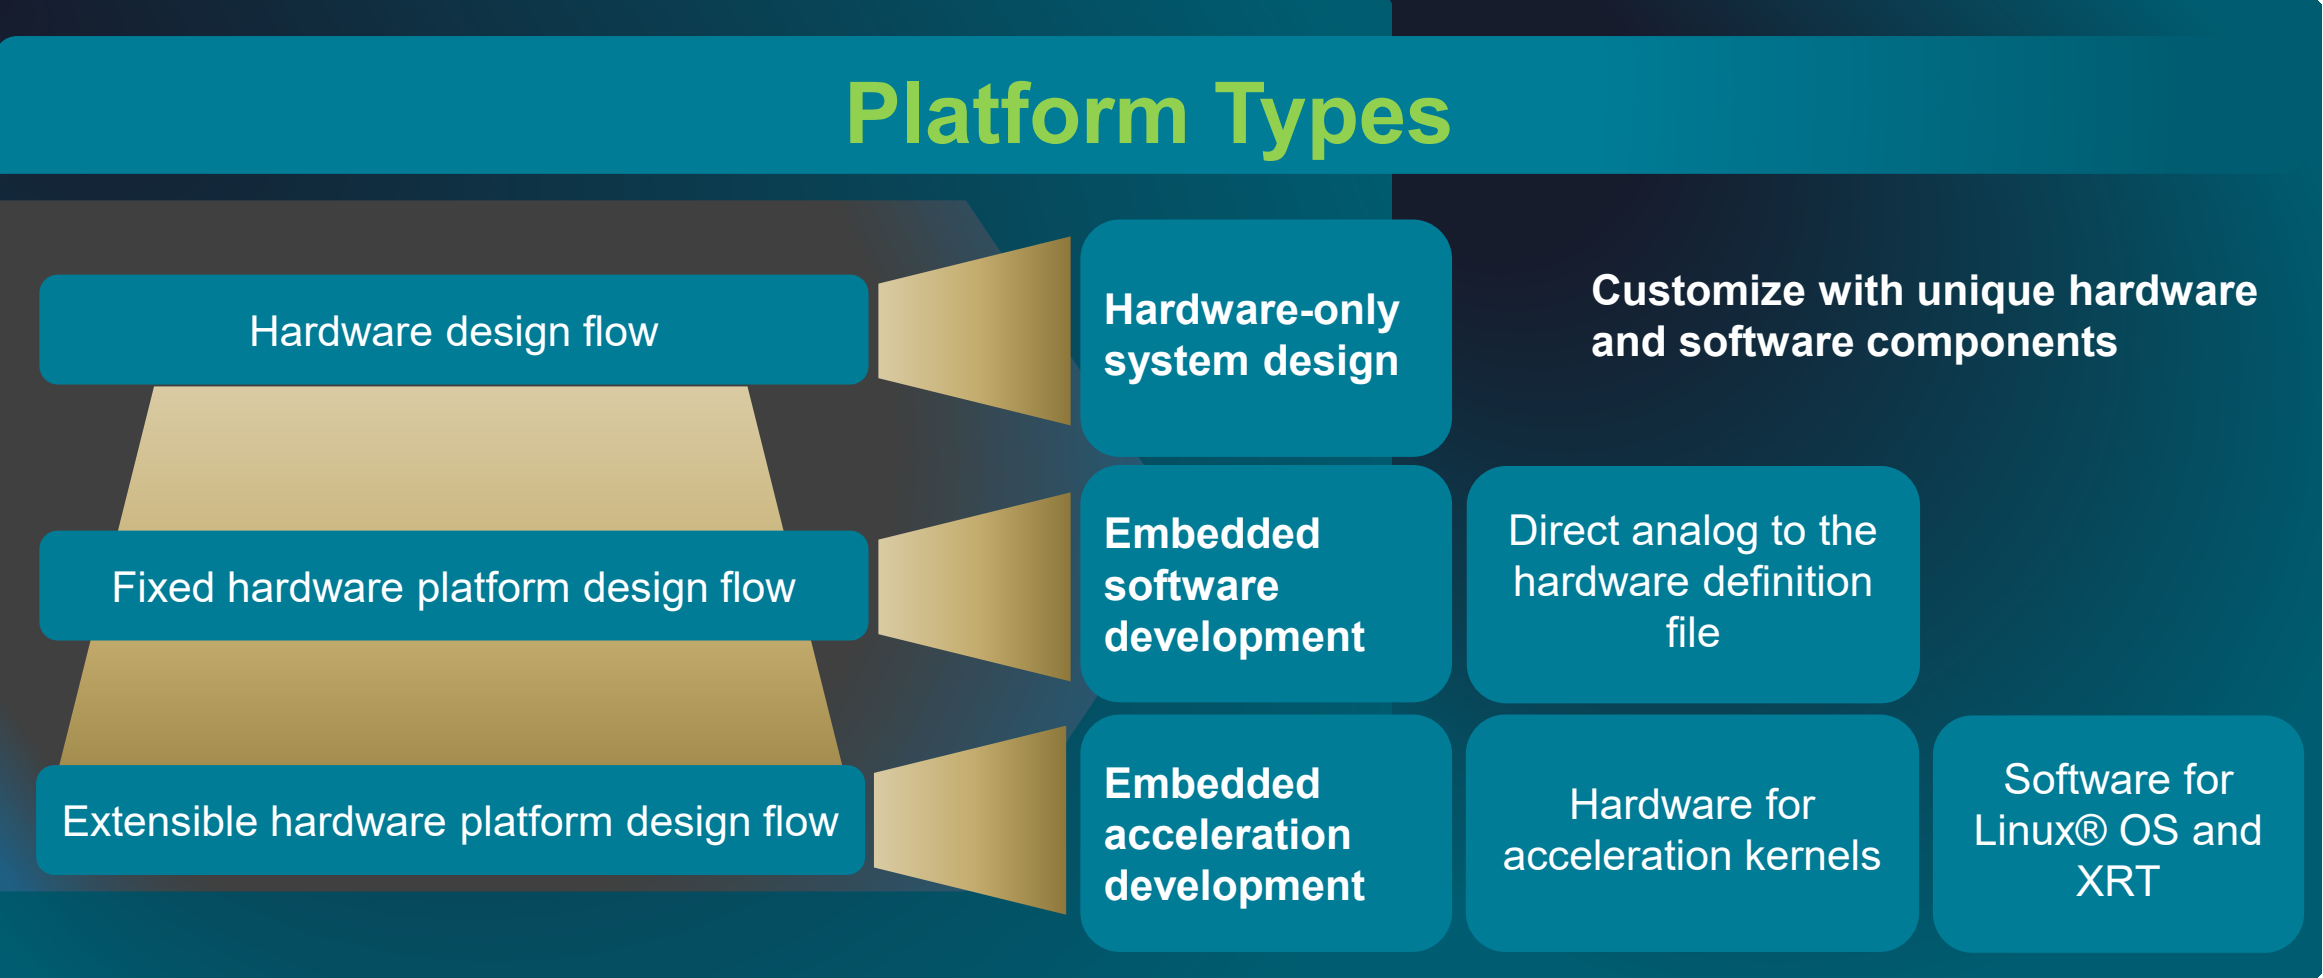 Platform Types
Hardware design flow
Hardware-only
system design
Customize with unique hardware
and software components
Fixed hardware platform design flow
Embedded
software
development
Direct analog to the
hardware definition
file
Extensible hardware platform design flow
Embedded
acceleration
development
Hardware for
acceleration kernels
Software for
Linux® OS and
XRT